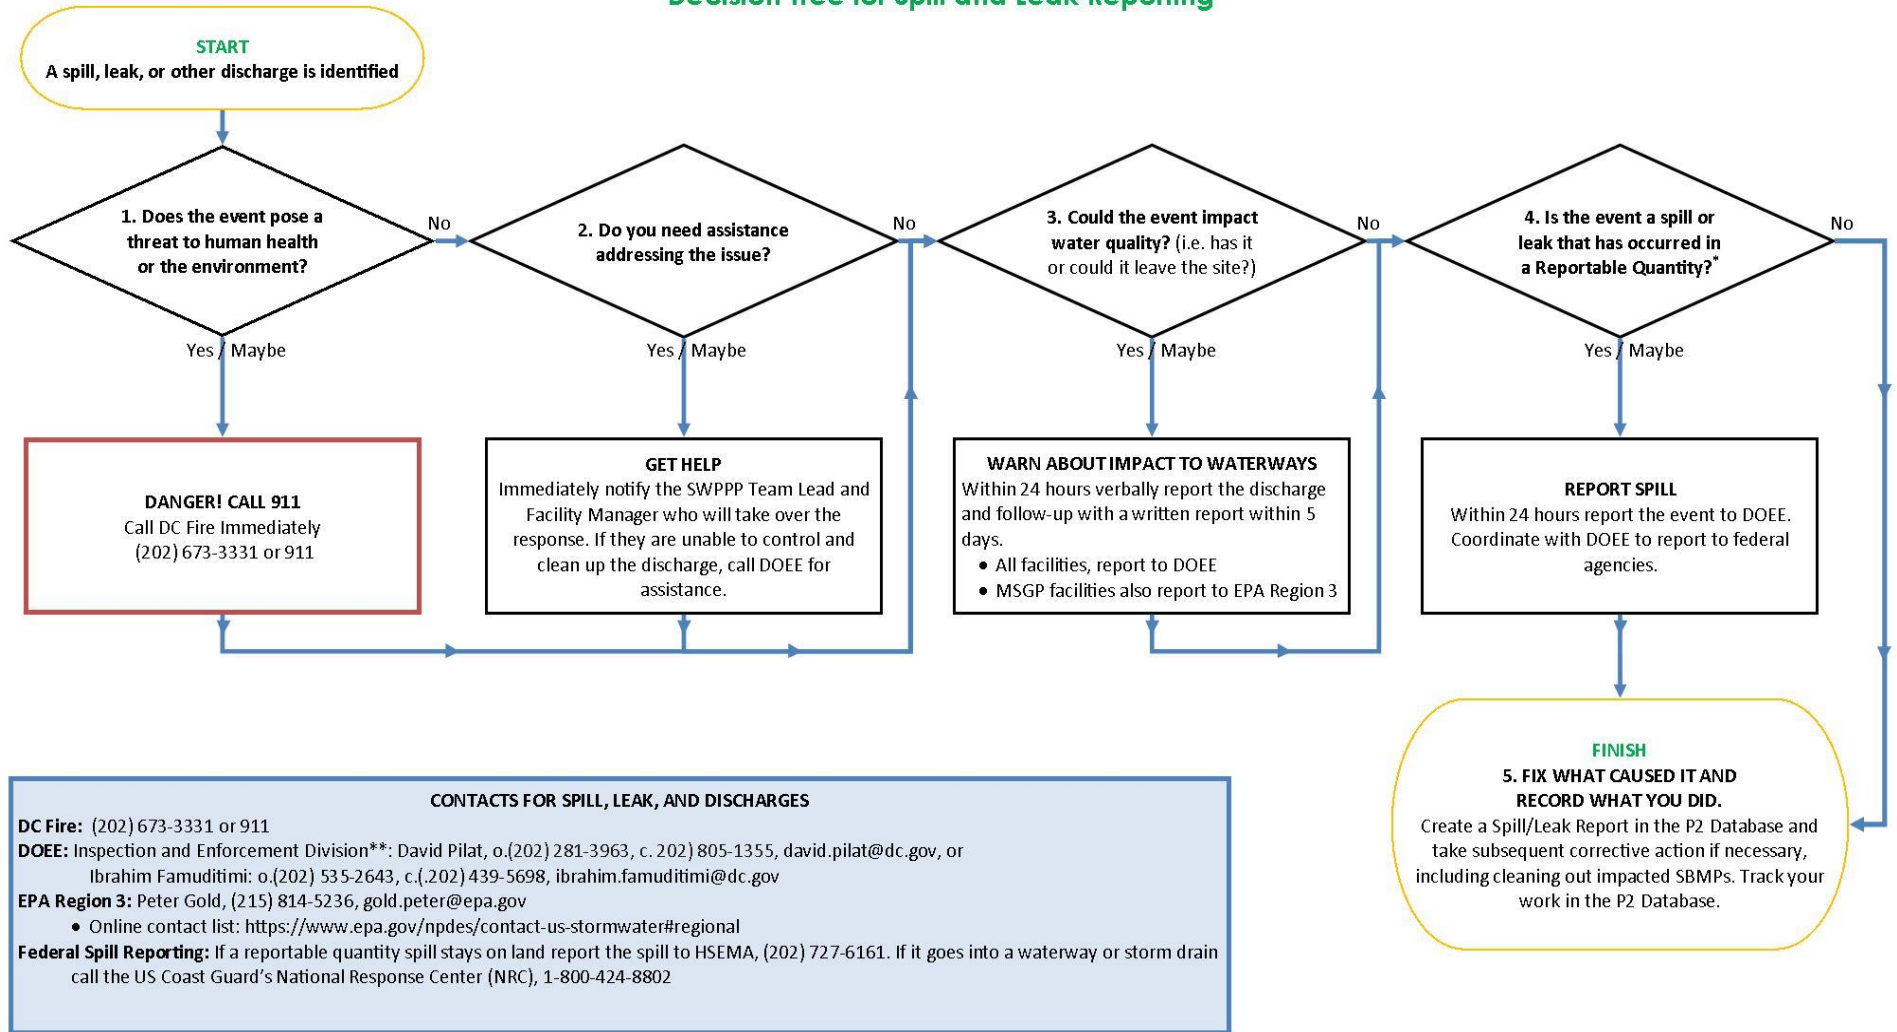 Decision Tree for Spill and Leak Reporting
START
A spill, leak, or other discharge is identified
1. Does the event pose a
threat to human health
or the environment?
No
Yes / Maybe
2. Do you need assistance
addressing the issue?
No
Yes / Maybe
3. Could the event impact
water quality? (i.e. has it
or could it leave the site?)
No
Yes / Maybe
4. Is the event a spill or
leak that has occurred in
a Reportable Quantity?*
No
Yes / Maybe
DANGER! CALL 911
Call DC Fire Immediately
(202) 673-3331 or 911
GET HELP
Immediately notify the SWPPP Team Lead and
Facility Manager who will take over the
response. If they are unable to control and
clean up the discharge, call DOEE for
assistance.
WARN ABOUT IMPACT TO WATERWAYS
Within 24 hours verbally report the discharge
and follow-up with a written report within 5
days.
• All facilities, report to DOEE
• MSGP facilities also report to EPA Region 3
REPORT SPILL
Within 24 hours report the event to DOEE.
Coordinate with DOEE to report to federal
agencies.
FINISH
5. FIX WHAT CAUSED IT AND
RECORD WHAT YOU DID.
Create a Spill/Leak Report in the P2 Database and
take subsequent corrective action if necessary,
including cleaning out impacted SBMPs. Track your
work in the P2 Database.
CONTACTS FOR SPILL, LEAK, AND DISCHARGES
DC Fire: (202) 673-3331 or 911
DOEE: Inspection and Enforcement Division**: David Pilat, o.(202) 281-3963, c. 202) 805-1355, david.pilat@dc.gov, or
Ibrahim Famuditimi: o.(202) 535-2643, c.(.202) 439-5698, ibrahim.famuditimi@dc.gov
EPA Region 3: Peter Gold, (215) 814-5236, gold.peter@epa.gov
• Online contact list: https://www.epa.gov/npdes/contact-us-stormwater#regional
Federal Spill Reporting: If a reportable quantity spill stays on land report the spill to HSEMA, (202) 727-6161. If it goes into a waterway or storm drain
call the US Coast Guard's National Response Center (NRC), 1-800-424-8802